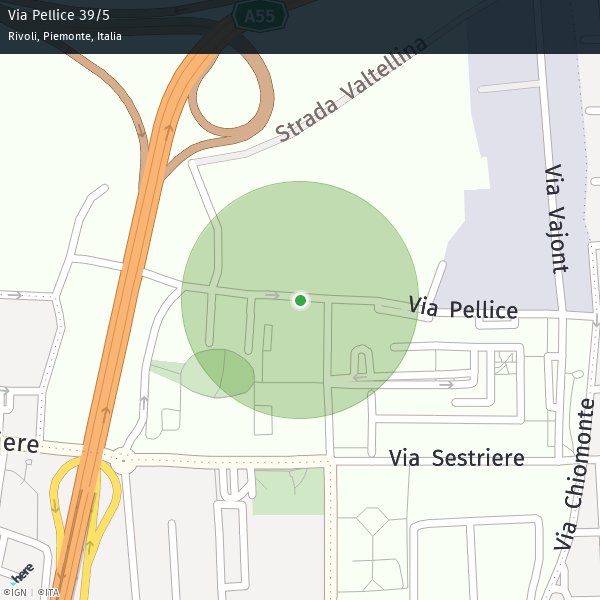 Via Pellice 39/5
Rivoli, Piemonte, Italia
A55
Strada Valtellina
Via Vajont
Via Pellice
iere
Via Sestriere
Via Chiomonte
here
©IGN | ©ITA